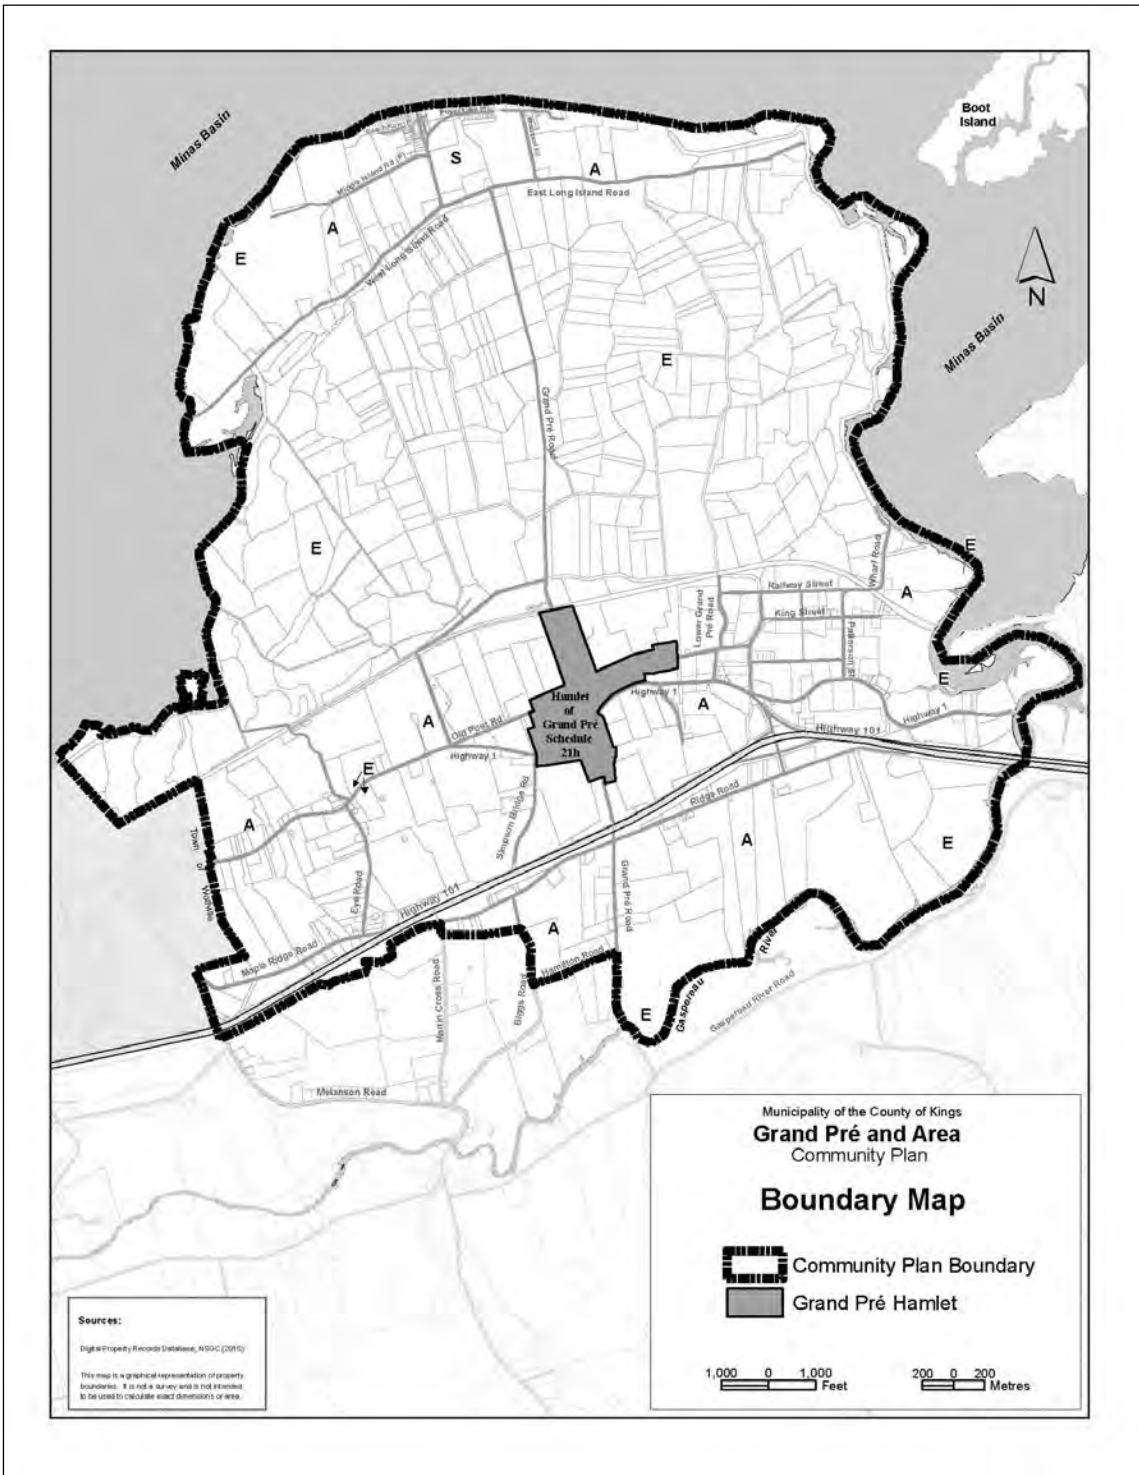 Minas Basin
Boot
Island
S
A
East Long Island Road
Middle Island Rd (P)
A
West Long Island Road
E
N
Minas Basin
E
Grand Pré Road
E
E
Wharf Road
Railway Street
A
King Street
Lower Grand
Pré Road
Patterson St
E
Highway 1
Hamlet
of
Grand Pré
Schedule
21h
A
Old Post Rd
A
Highway 1
Highway 101
Highway 1
E
Simpson Bridge Rd
Ridge Road
A
A
E
Town of Wolfville
Eye Road
Highway 101
Grand Pré Road
A
Maple Ridge Road
Hamilton Road
Martin Cross Road
Biggs Road
E
Gaspereau River
Gaspereau River Road
Melanson Road
Municipality of the County of Kings
Grand Pré and Area
Community Plan
Boundary Map
Community Plan Boundary
Grand Pré Hamlet
1,000 0 1,000
Feet
200 0 200
Metres
Sources:
Digital Property Records Database, NSGC (2010)
This map is a graphical representation of property
boundaries. It is not a survey and is not intended
to be used to calculate exact dimensions or area.